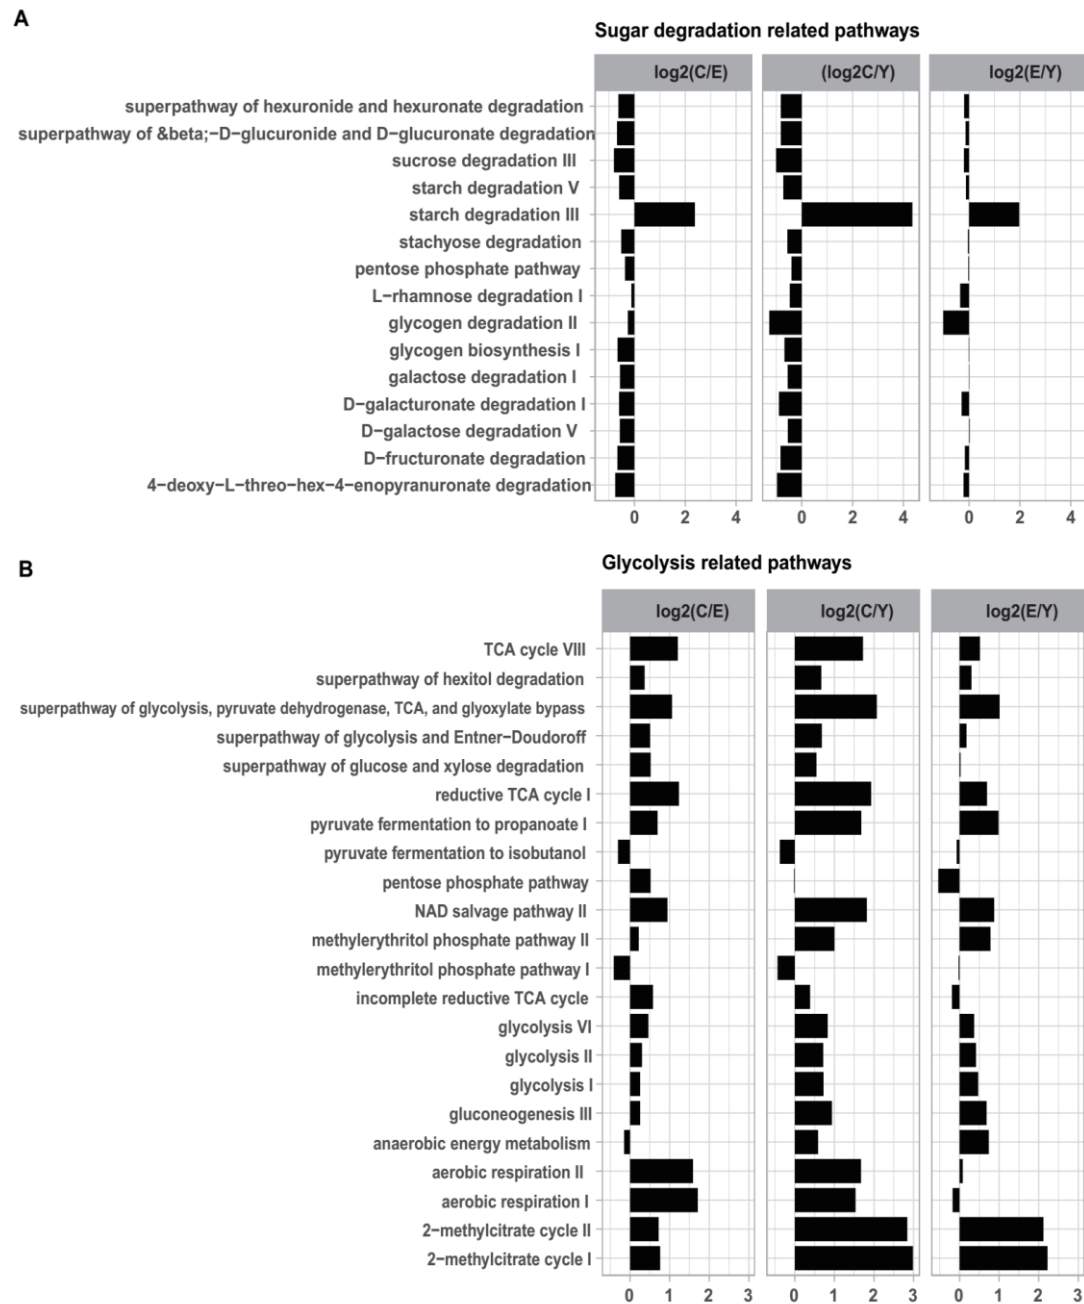 A
Sugar degradation related pathways
log2(C/E) (log2C/Y) log2(E/Y)
superpathway of hexuronide and hexuronate degradation
superpathway of &beta;−D−glucuronide and D−glucuronate degradation
sucrose degradation III
starch degradation V
starch degradation III
stachyose degradation
pentose phosphate pathway
L−rhamnose degradation I
glycogen degradation II
glycogen biosynthesis I
galactose degradation I
D−galacturonate degradation I
D−galactose degradation V
D−fructuronate degradation
4−deoxy−L−threo−hex−4−enopyranuronate degradation
0 2 4 0 2 4 0 2 4
B
Glycolysis related pathways
log2(C/E) log2(C/Y) log2(E/Y)
TCA cycle VIII
superpathway of hexitol degradation
superpathway of glycolysis, pyruvate dehydrogenase, TCA, and glyoxylate bypass
superpathway of glycolysis and Entner−Doudoroff
superpathway of glucose and xylose degradation
reductive TCA cycle I
pyruvate fermentation to propanoate I
pyruvate fermentation to isobutanol
pentose phosphate pathway
NAD salvage pathway II
methylerythritol phosphate pathway II
methylerythritol phosphate pathway I
incomplete reductive TCA cycle
glycolysis VI
glycolysis II
glycolysis I
gluconeogenesis III
anaerobic energy metabolism
aerobic respiration II
aerobic respiration I
2−methylcitrate cycle II
2−methylcitrate cycle I
0 1 2 3 0 1 2 3 0 1 2 3